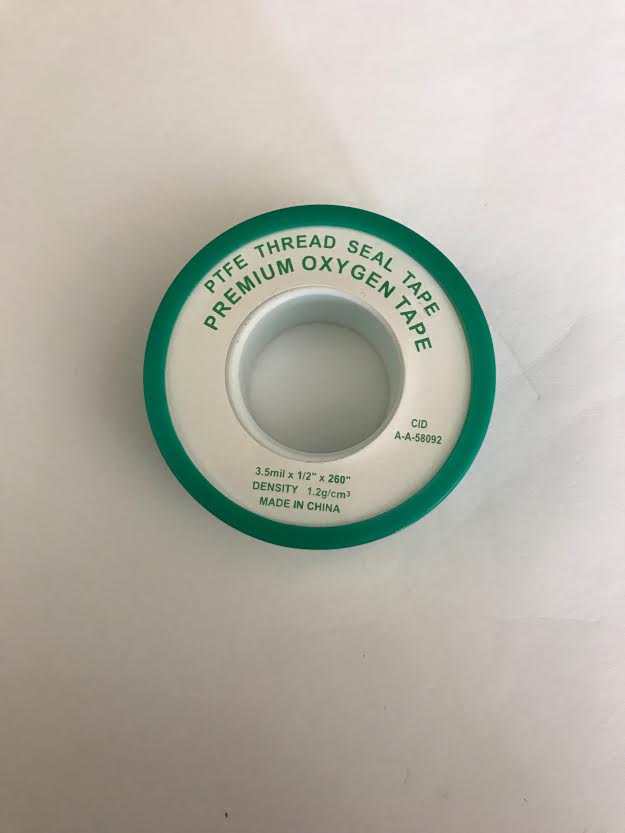 PTFE THREAD SEAL TAPE
PREMIUM OXYGEN TAPE
CID
A-A-58092
3.5mil x 1/2" x 260"
DENSITY 1.2g/cm³
MADE IN CHINA